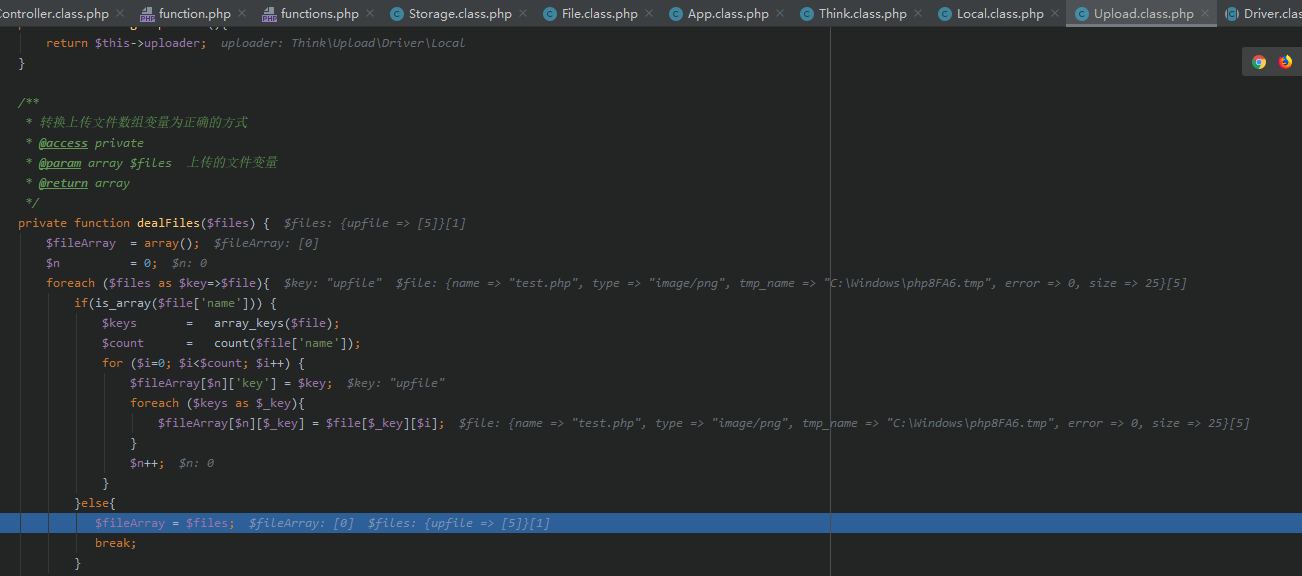 Controller.class.php × function.php × functions.php × Storage.class.php × File.class.php × App.class.php × Think.class.php × Local.class.php × Upload.class.php × Driver.clas
return $this->uploader; uploader: Think\Upload\Driver\Local
}
/**
* 转换上传文件数组变量为正确的方式
* @access private
* @param array $files 上传的文件变量
* @return array
*/
private function dealFiles($files) { $files: {upfile => [5]}[1]
$fileArray = array(); $fileArray: [0]
$n = 0; $n: 0
foreach ($files as $key=>$file){ $key: "upfile" $file: {name => "test.php", type => "image/png", tmp_name => "C:\Windows\php8FA6.tmp", error => 0, size => 25}[5]
if(is_array($file['name'])) {
$keys = array_keys($file);
$count = count($file['name']);
for ($i=0; $i<$count; $i++) {
$fileArray[$n]['key'] = $key; $key: "upfile"
foreach ($keys as $_key){
$fileArray[$n][$_key] = $file[$_key][$i]; $file: {name => "test.php", type => "image/png", tmp_name => "C:\Windows\php8FA6.tmp", error => 0, size => 25}[5]
}
$n++; $n: 0
}
}else{
$fileArray = $files; $fileArray: [0] $files: {upfile => [5]}[1]
break;
}